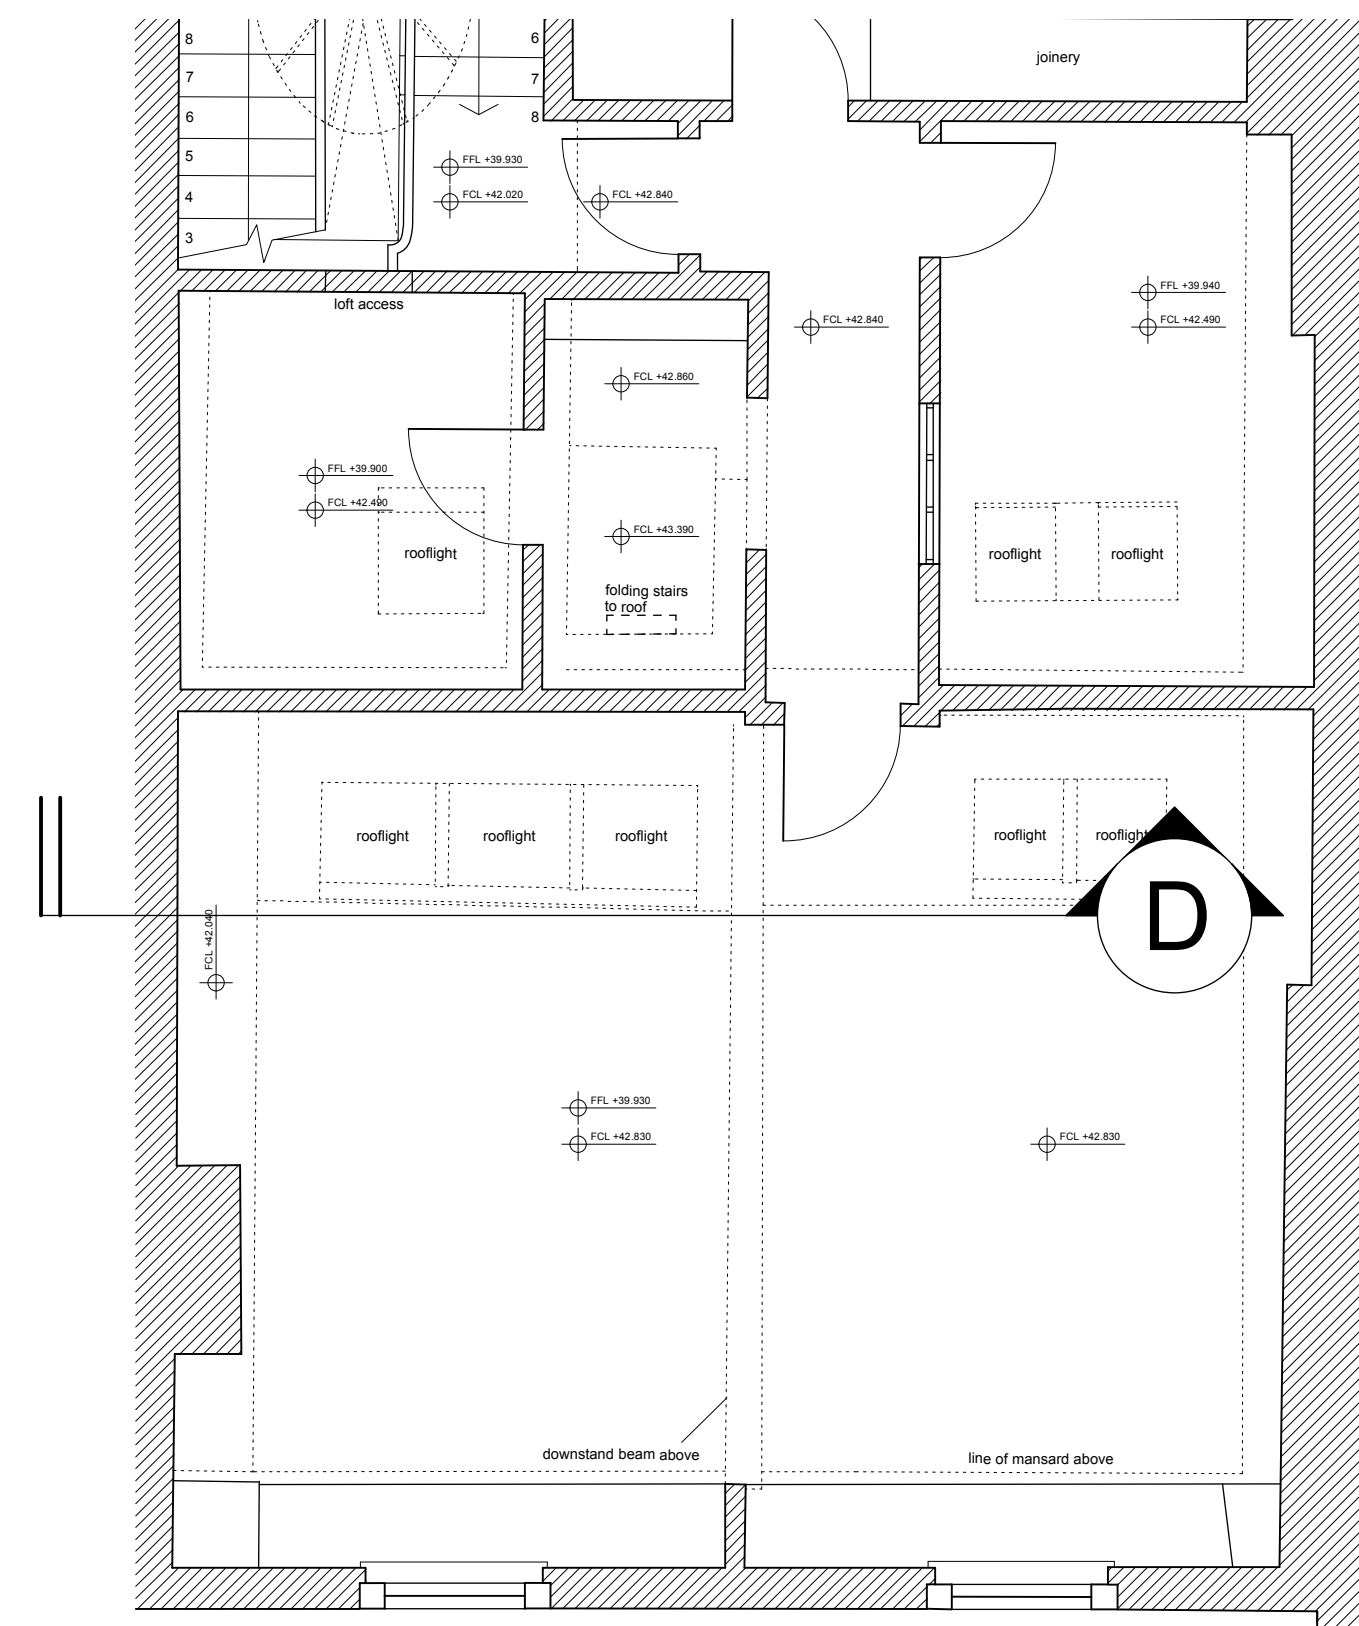 8
7
6
5
4
3
6
7
8
joinery
FFL +39.930
FCL +42.020
FCL +42.840
FFL +39.940
FCL +42.490
FCL +42.840
loft access
FCL +42.860
FFL +39.900
FCL +42.490
rooflight
FCL +43.390
folding stairs
to roof
rooflight
rooflight
rooflight
rooflight
rooflight
rooflight
rooflight
D
FCL +42.040
FFL +39.930
FCL +42.830
FCL +42.830
downstand beam above
line of mansard above